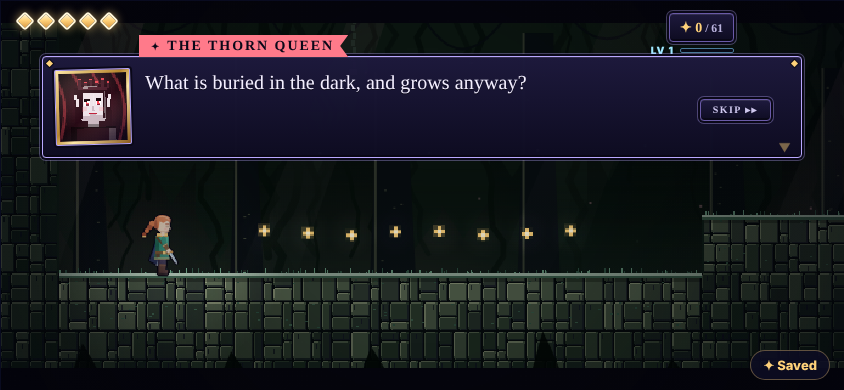 ✦ 0 / 61
LV 1
✦ THE THORN QUEEN
What is buried in the dark, and grows anyway?
SKIP ▸▸
✦ Saved